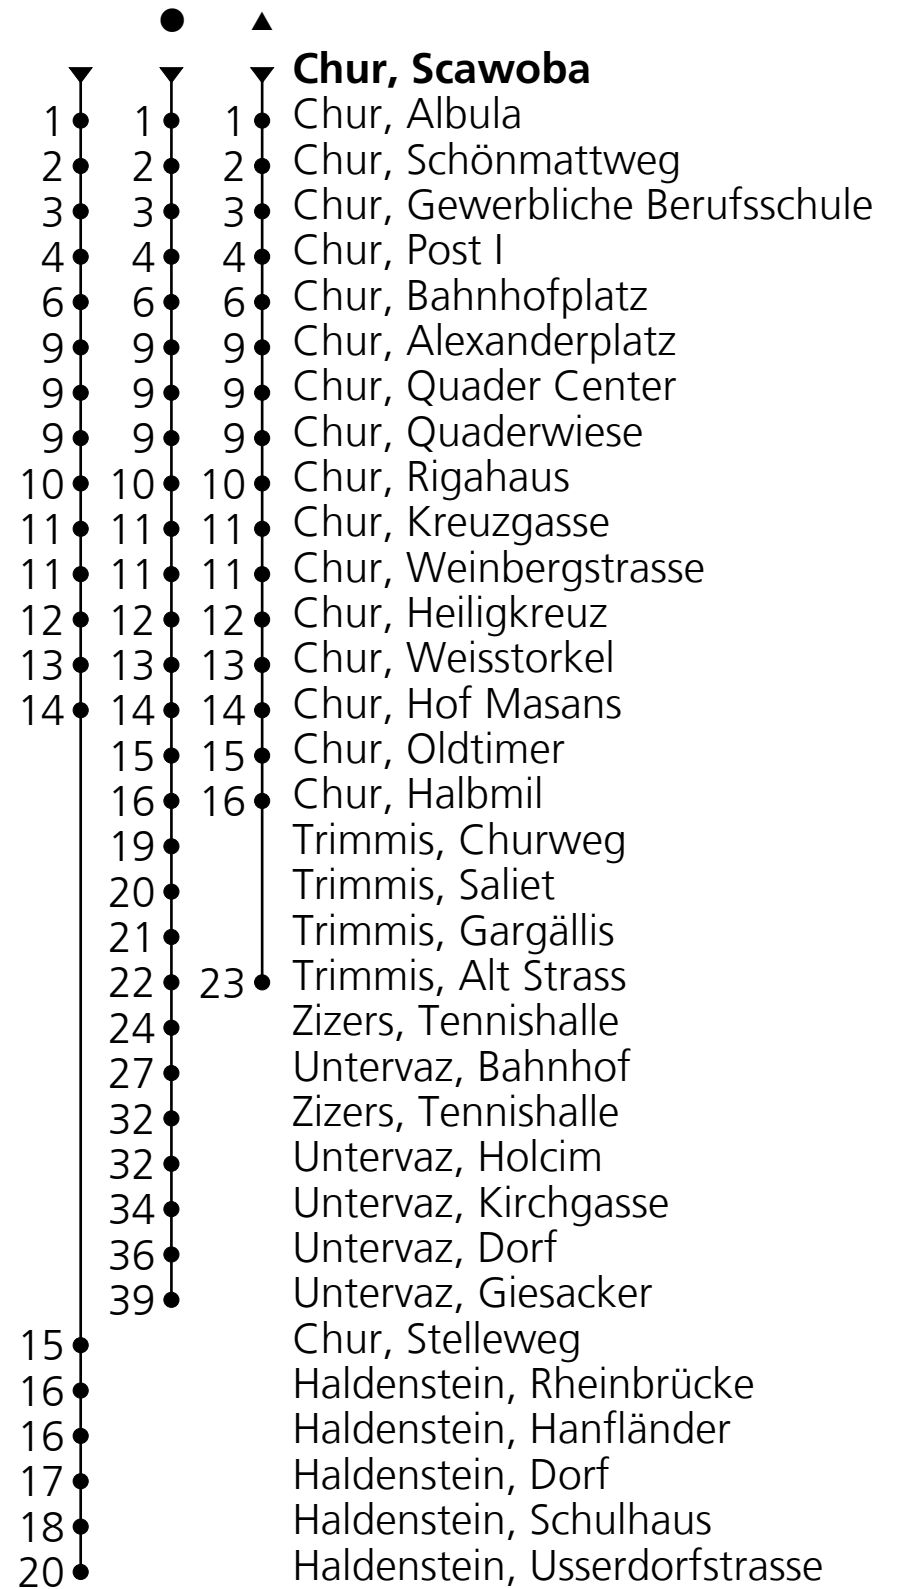 Chur, Scawoba
1 1 1 Chur, Albula
2 2 2 Chur, Schönmattweg
3 3 3 Chur, Gewerbliche Berufsschule
4 4 4 Chur, Post I
6 6 6 Chur, Bahnhofplatz
9 9 9 Chur, Alexanderplatz
9 9 9 Chur, Quader Center
9 9 9 Chur, Quaderwiese
10 10 10 Chur, Rigahaus
11 11 11 Chur, Kreuzgasse
11 11 11 Chur, Weinbergstrasse
12 12 12 Chur, Heiligkreuz
13 13 13 Chur, Weisstorkel
14 14 14 Chur, Hof Masans
15 15 Chur, Oldtimer
16 16 Chur, Halbmil
19 Trimmis, Churweg
20 Trimmis, Saliet
21 Trimmis, Gargällis
22 23 Trimmis, Alt Strass
24 Zizers, Tennishalle
27 Untervaz, Bahnhof
32 Zizers, Tennishalle
32 Untervaz, Holcim
34 Untervaz, Kirchgasse
36 Untervaz, Dorf
39 Untervaz, Giesacker
15 Chur, Stelleweg
16 Haldenstein, Rheinbrücke
16 Haldenstein, Hanfländer
17 Haldenstein, Dorf
18 Haldenstein, Schulhaus
20 Haldenstein, Usserdorfstrasse